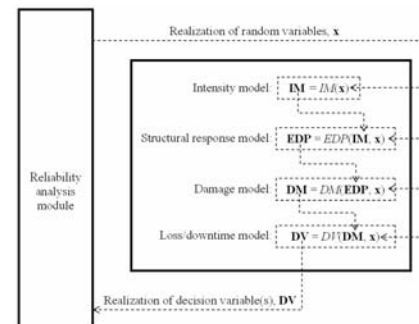 Realization of random variables, x
Intensity model IM = IM(x)
Structural response model EDP = EDP(IM, x)
Reliability
analysis
module
Damage model DM = DM(EDP, x)
Loss/downtime model DV = DV(DM, x)
Realization of decision variable(s), DV